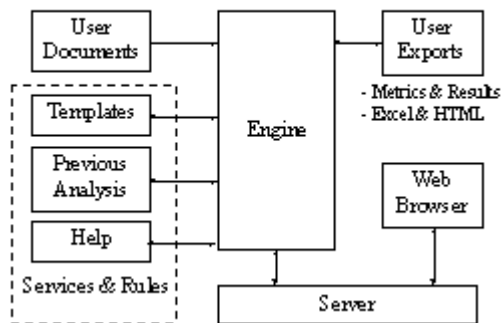 User
Documents
Templates
Previous
Analysis
Help
Services & Rules
Engine
User
Exports
- Metrics & Results
- Excel & HTML
Web
Browser
Server